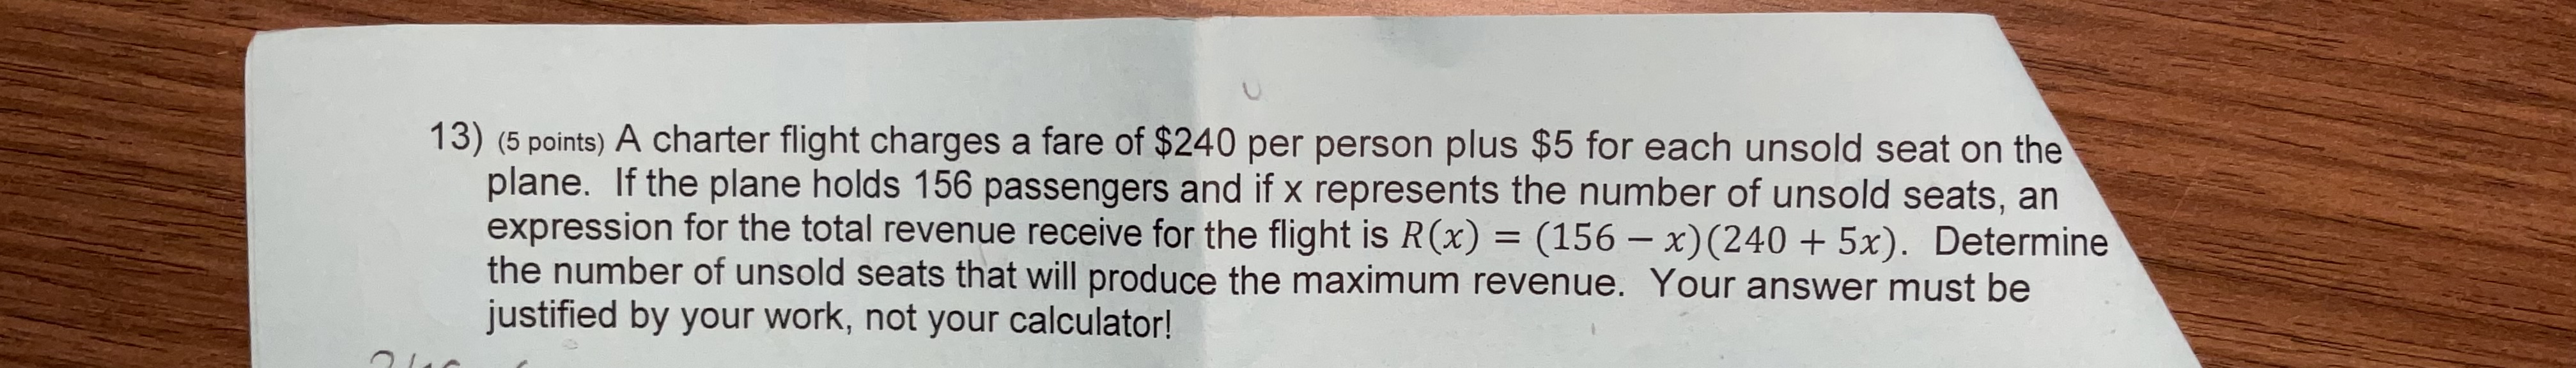 13) (5 points) A charter flight charges a fare of $240 per person plus $5 for each unsold seat on the
plane. If the plane holds 156 passengers and if x represents the number of unsold seats, an
expression for the total revenue receive for the flight is R(x) = (156 − x)(240 + 5x). Determine
the number of unsold seats that will produce the maximum revenue. Your answer must be
justified by your work, not your calculator!